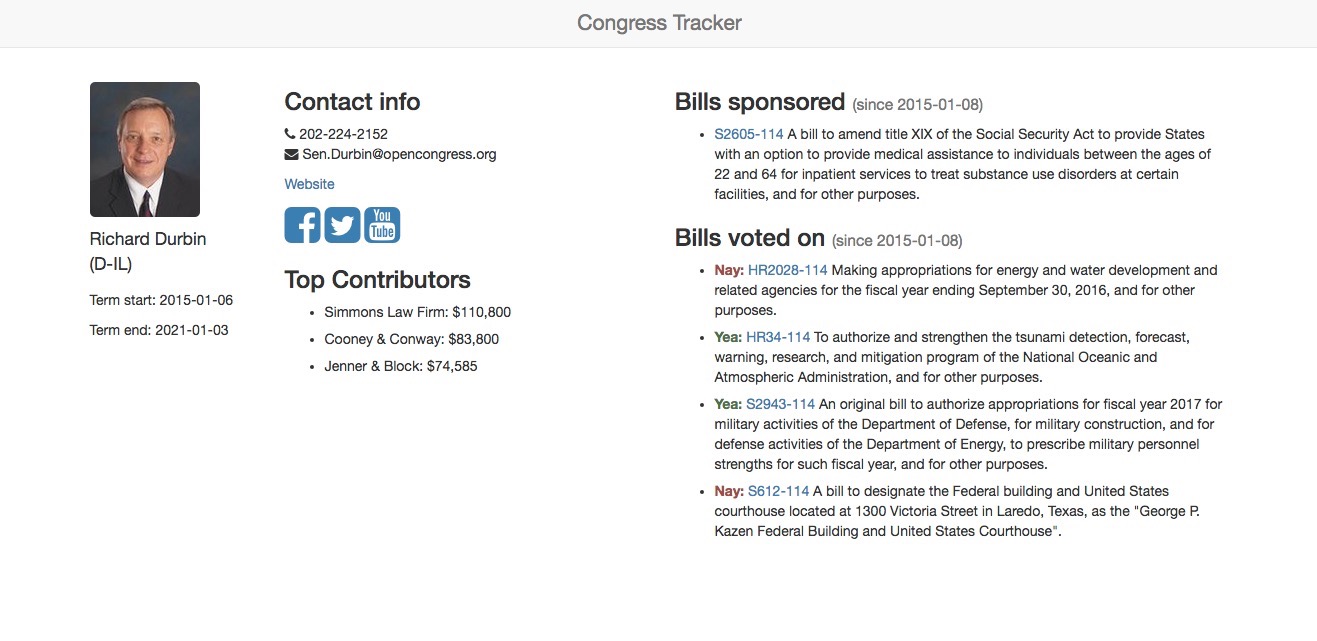 Congress Tracker
Richard Durbin
(D-IL)
Term start: 2015-01-06
Term end: 2021-01-03
Contact info
202-224-2152
Sen.Durbin@opencongress.org
Website
You
Tube
Top Contributors
• Simmons Law Firm: $110,800
• Cooney & Conway: $83,800
• Jenner & Block: $74,585
Bills sponsored (since 2015-01-08)
• S2605-114 A bill to amend title XIX of the Social Security Act to provide States
with an option to provide medical assistance to individuals between the ages of
22 and 64 for inpatient services to treat substance use disorders at certain
facilities, and for other purposes.
Bills voted on (since 2015-01-08)
• Nay: HR2028-114 Making appropriations for energy and water development and
related agencies for the fiscal year ending September 30, 2016, and for other
purposes.
• Yea: HR34-114 To authorize and strengthen the tsunami detection, forecast,
warning, research, and mitigation program of the National Oceanic and
Atmospheric Administration, and for other purposes.
• Yea: S2943-114 An original bill to authorize appropriations for fiscal year 2017 for
military activities of the Department of Defense, for military construction, and for
defense activities of the Department of Energy, to prescribe military personnel
strengths for such fiscal year, and for other purposes.
• Nay: S612-114 A bill to designate the Federal building and United States
courthouse located at 1300 Victoria Street in Laredo, Texas, as the "George P.
Kazen Federal Building and United States Courthouse".